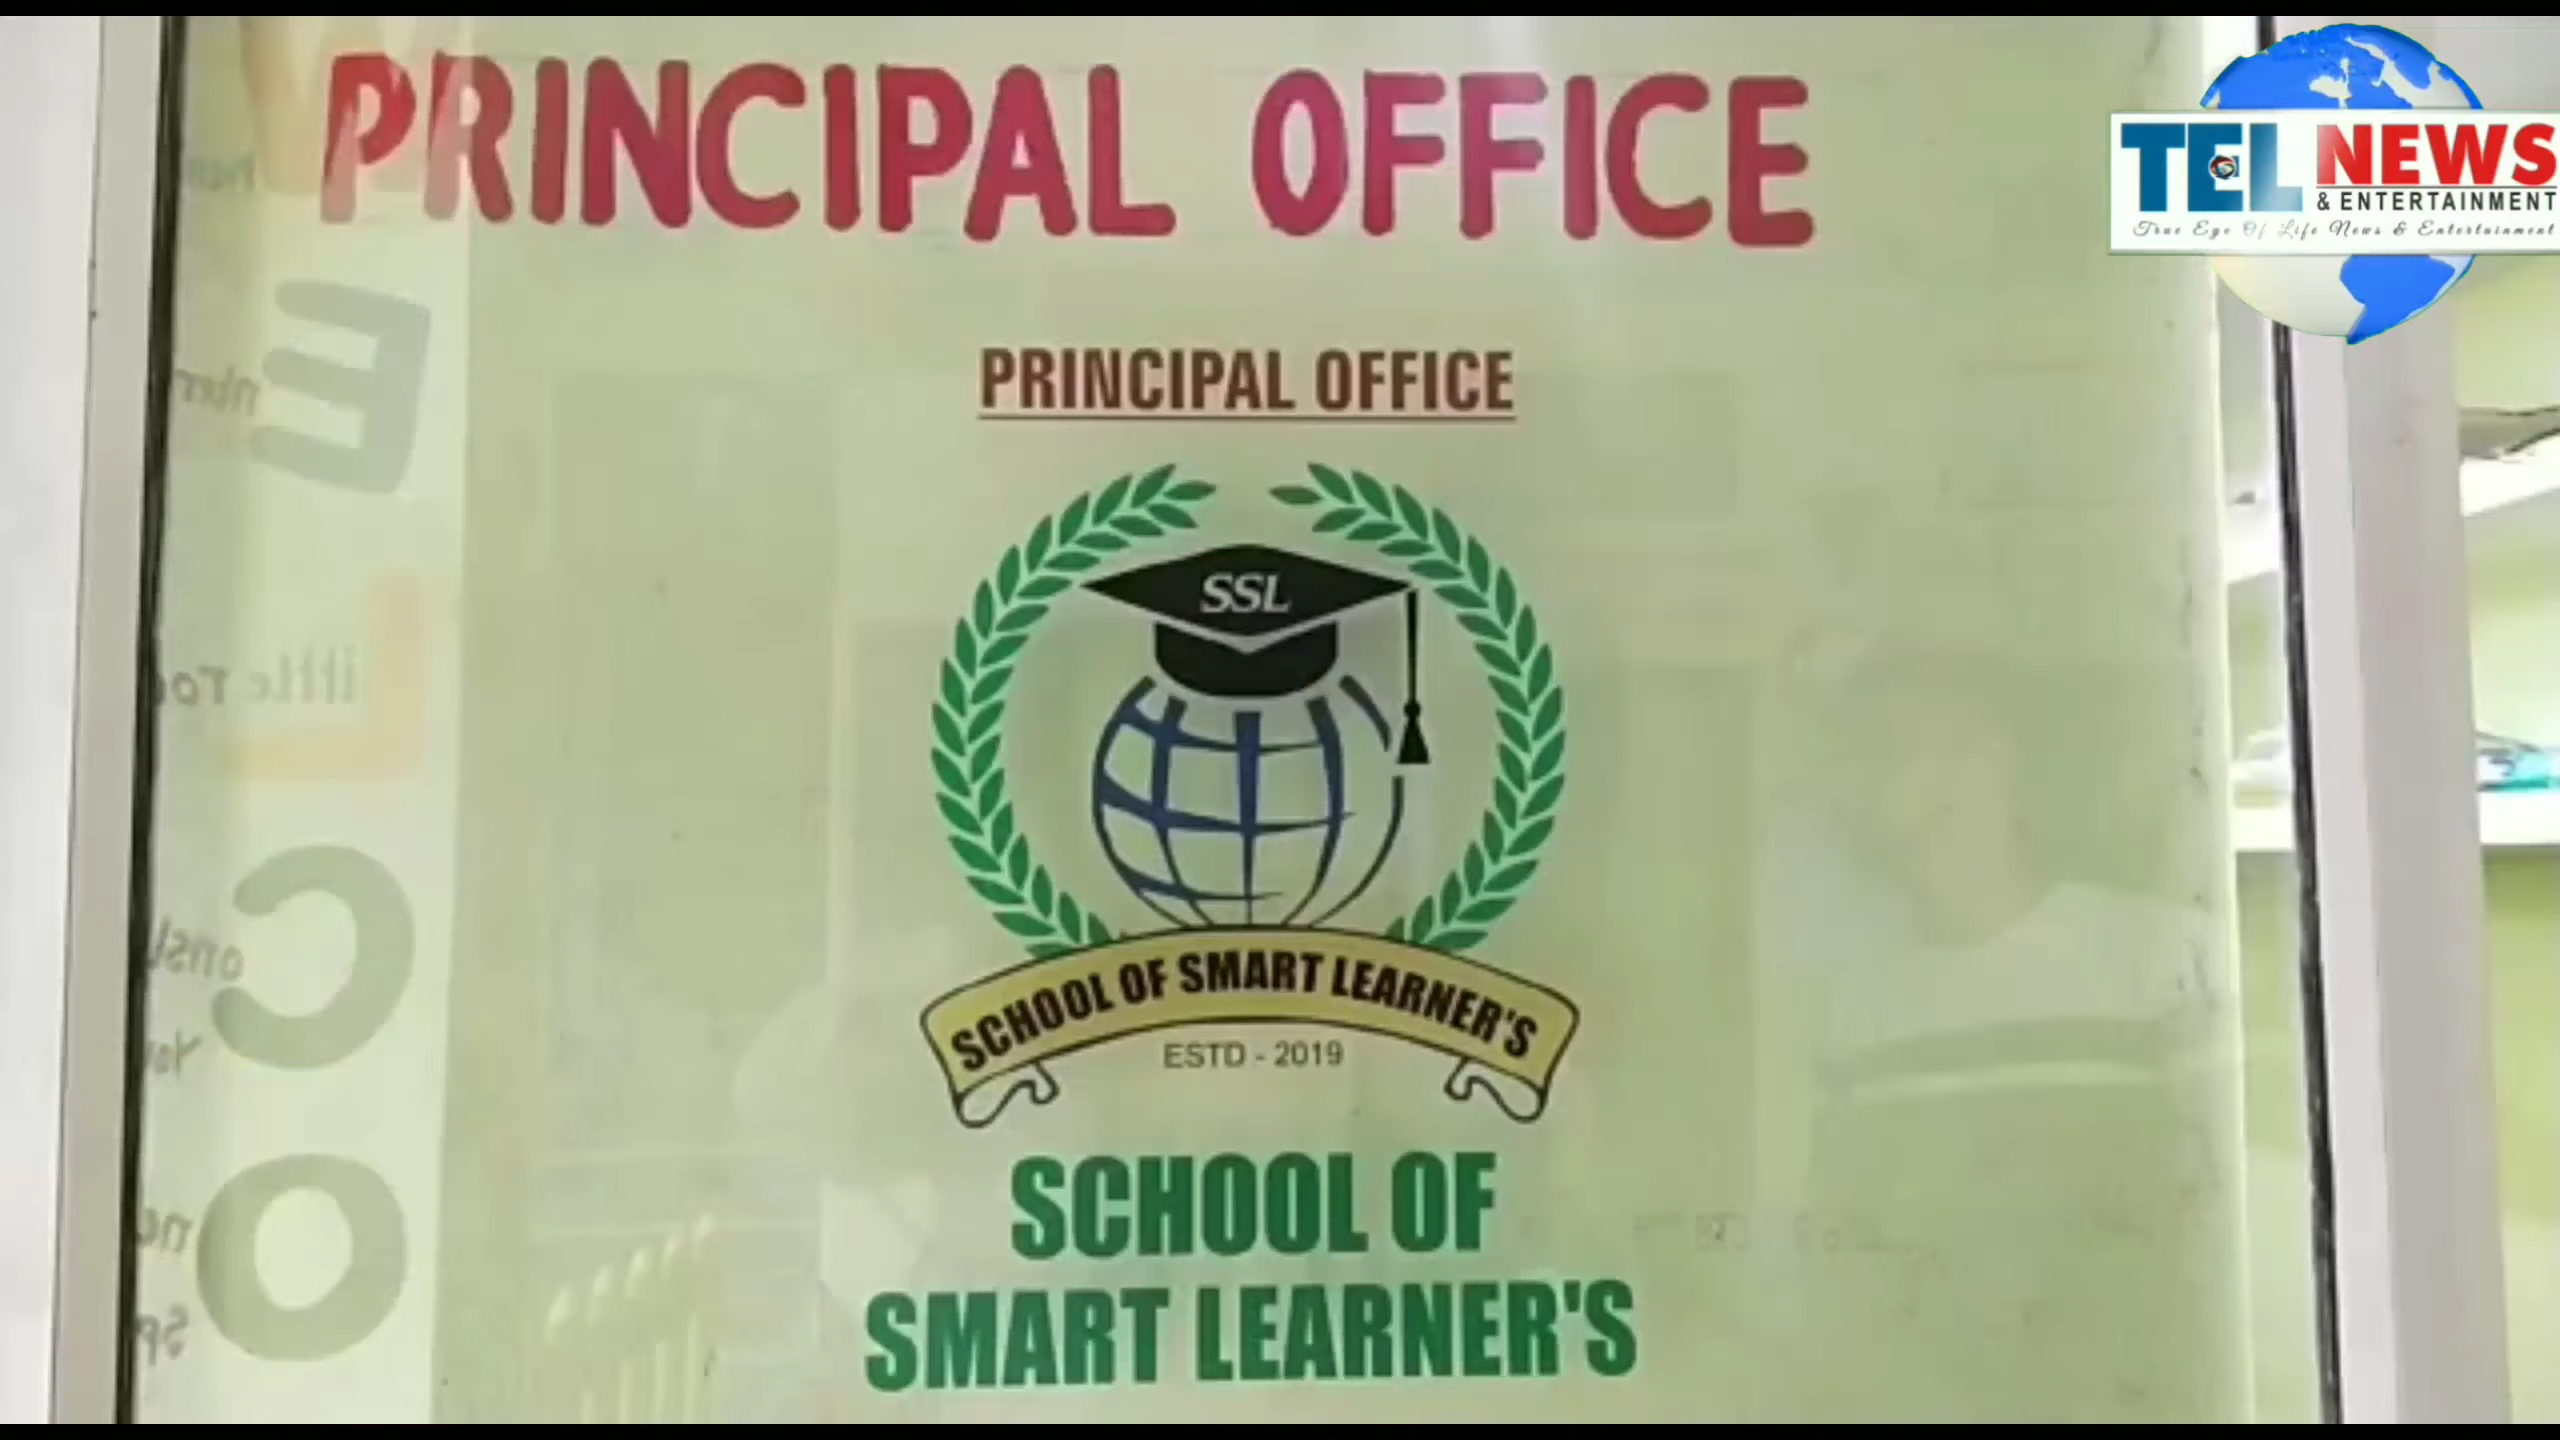 PRINCIPAL OFFICE
TEL NEWS
& ENTERTAINMENT
True Eye Of Life News & Entertainment
PRINCIPAL OFFICE
SSL
SCHOOL OF SMART LEARNER'S
ESTD - 2019
SCHOOL OF
SMART LEARNER'S
E
Little
L
C
O